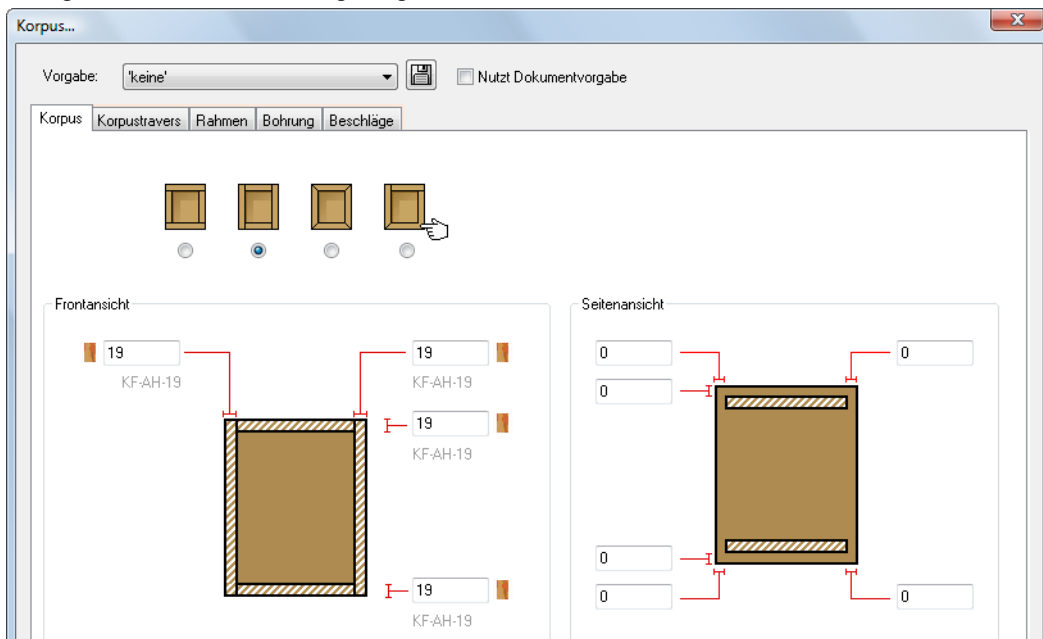 Korpus...
Vorgabe: 'keine' Nutzt Dokumentvorgabe
Korpus Korpustravers Rahmen Bohrung Beschläge
Frontansicht
19 19
KF-AH-19 KF-AH-19
19
KF-AH-19
19
KF-AH-19
Seitenansicht
0 0
0
0
0 0